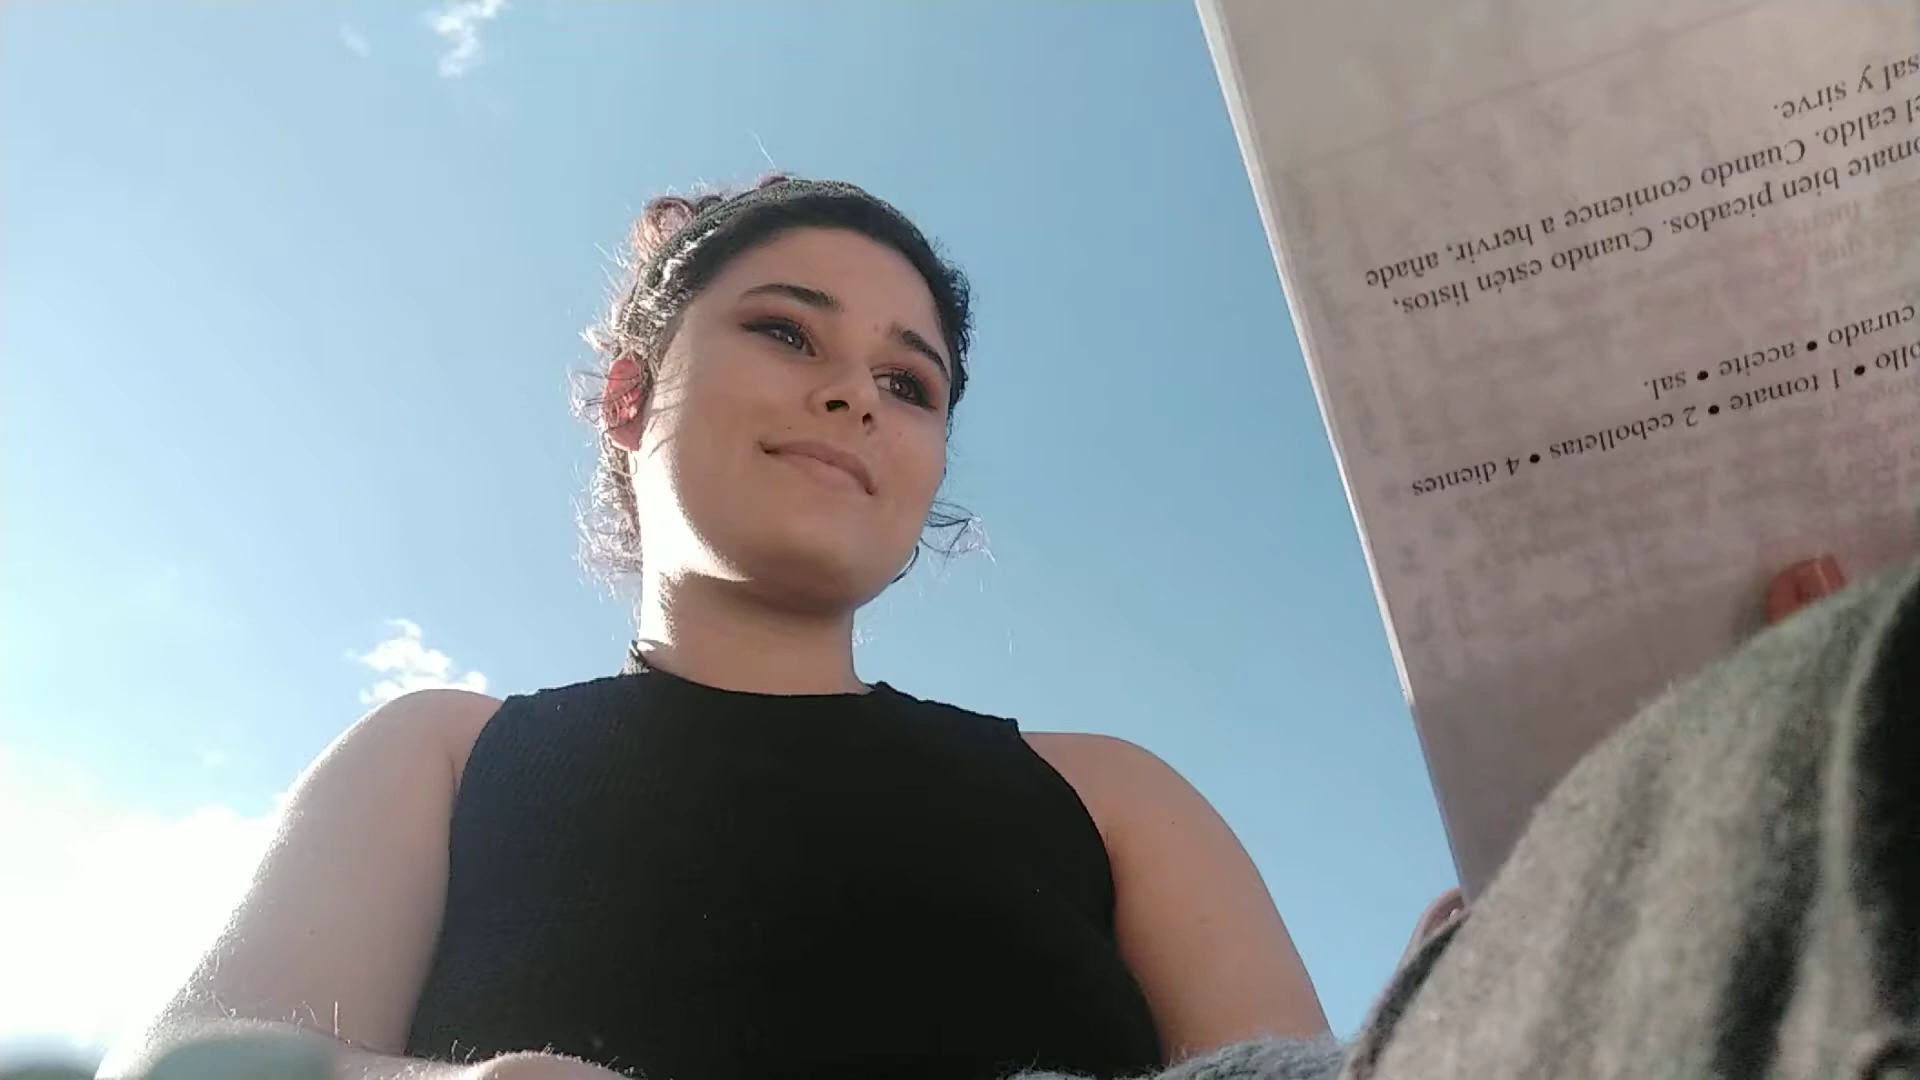 ollo • 1 tomate • 2 cebolletas • 4 dientes
curado • aceite • sal.
omate bien picados. Cuando estén listos,
el caldo. Cuando comience a hervir, añade
sal y sirve.